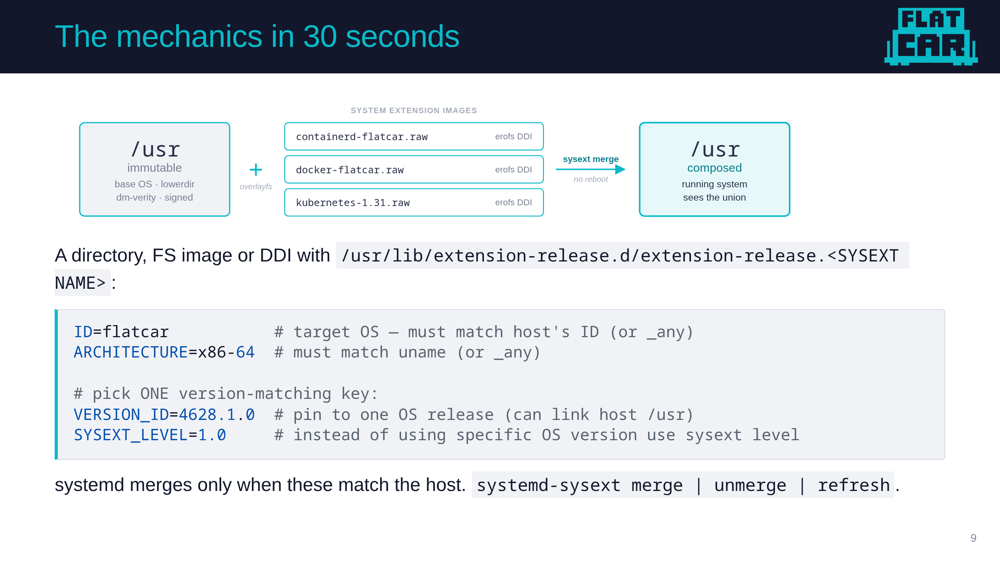 The mechanics in 30 seconds
FLAT
CAR
SYSTEM EXTENSION IMAGES
/usr
immutable
base OS · lowerdir
dm-verity · signed
+
overlayfs
containerd-flatcar.raw erofs DDI
docker-flatcar.raw erofs DDI
kubernetes-1.31.raw erofs DDI
sysext merge
no reboot
/usr
composed
running system
sees the union
A directory, FS image or DDI with /usr/lib/extension-release.d/extension-release.<SYSEXT
NAME>:
ID=flatcar           # target OS — must match host's ID (or _any)
ARCHITECTURE=x86-64  # must match uname (or _any)
# pick ONE version-matching key:
VERSION_ID=4628.1.0  # pin to one OS release (can link host /usr)
SYSEXT_LEVEL=1.0     # instead of using specific OS version use sysext level
systemd merges only when these match the host. systemd-sysext merge | unmerge | refresh.
9